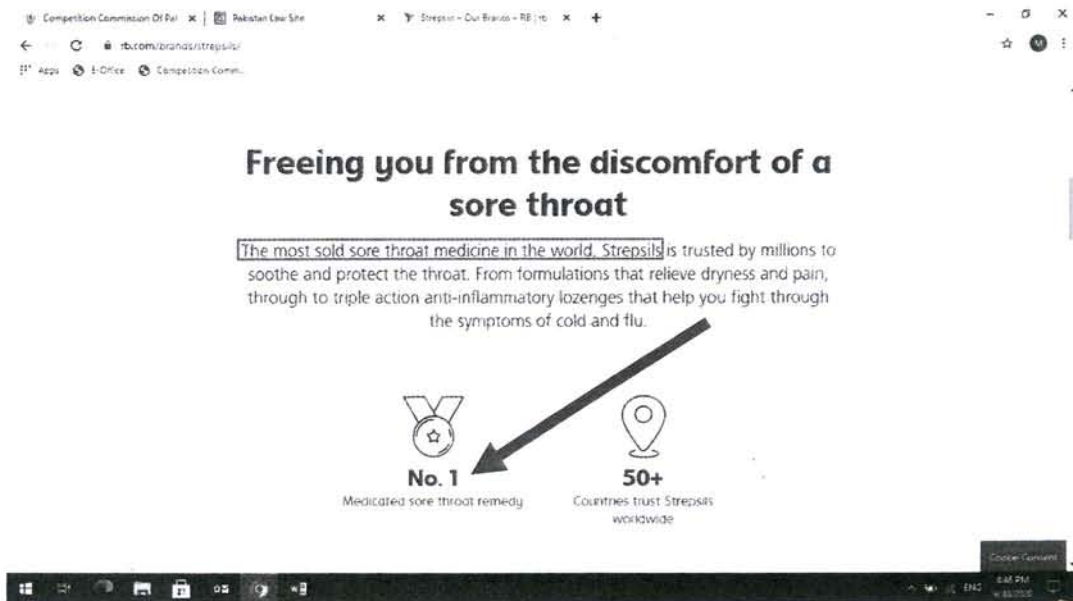 Competition Commission Of Pal
Pakistan Law Site
Strepsils – Our Brands – RB | rb
rb.com/brands/strepsils/
Apps E-Office Competition Comm...
Freeing you from the discomfort of a
sore throat
The most sold sore throat medicine in the world, Strepsils is trusted by millions to
soothe and protect the throat. From formulations that relieve dryness and pain,
through to triple action anti-inflammatory lozenges that help you fight through
the symptoms of cold and flu.
No. 1
Medicated sore throat remedy
50+
Countries trust Strepsils
worldwide
Cookie Consent
ENG
PM